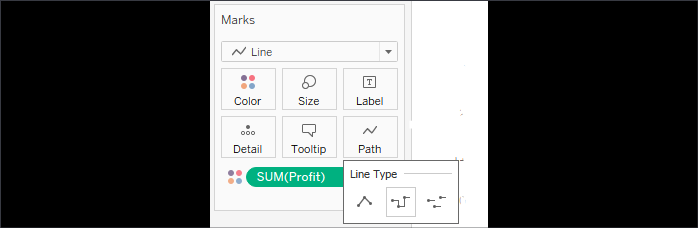 Marks
Line
Color Size Label
Detail Tooltip Path
SUM(Profit)
Line Type